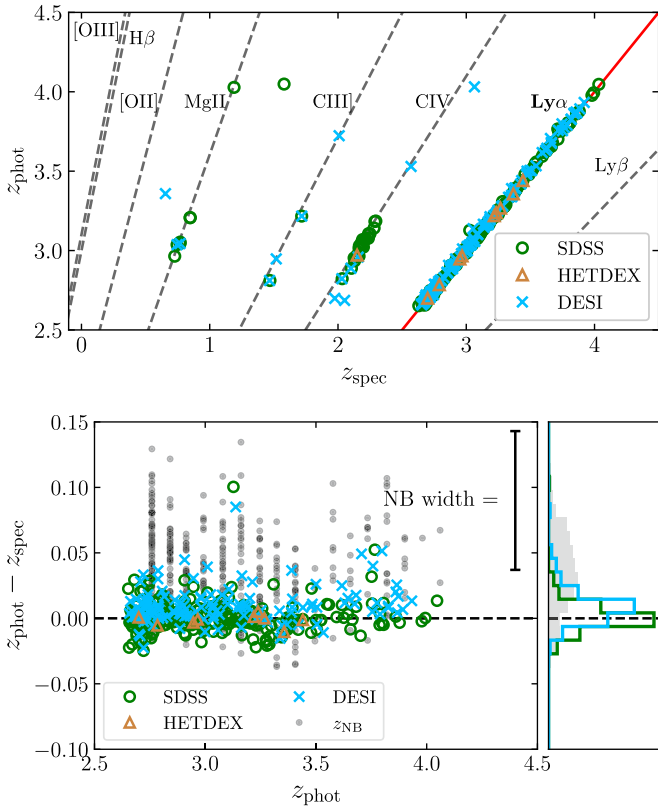 [OIII]
Hβ
[OII]
MgII
CIII]
CIV
Lyα
Lyβ
4.5
4.0
3.5
3.0
2.5
z_phot
SDSS
HETDEX
DESI
0 1 2 3 4
z_spec
0.15
0.10
0.05
0.00
−0.05
−0.10
z_phot − z_spec
NB width =
SDSS
HETDEX
DESI
z_NB
2.5 3.0 3.5 4.0 4.5
z_phot